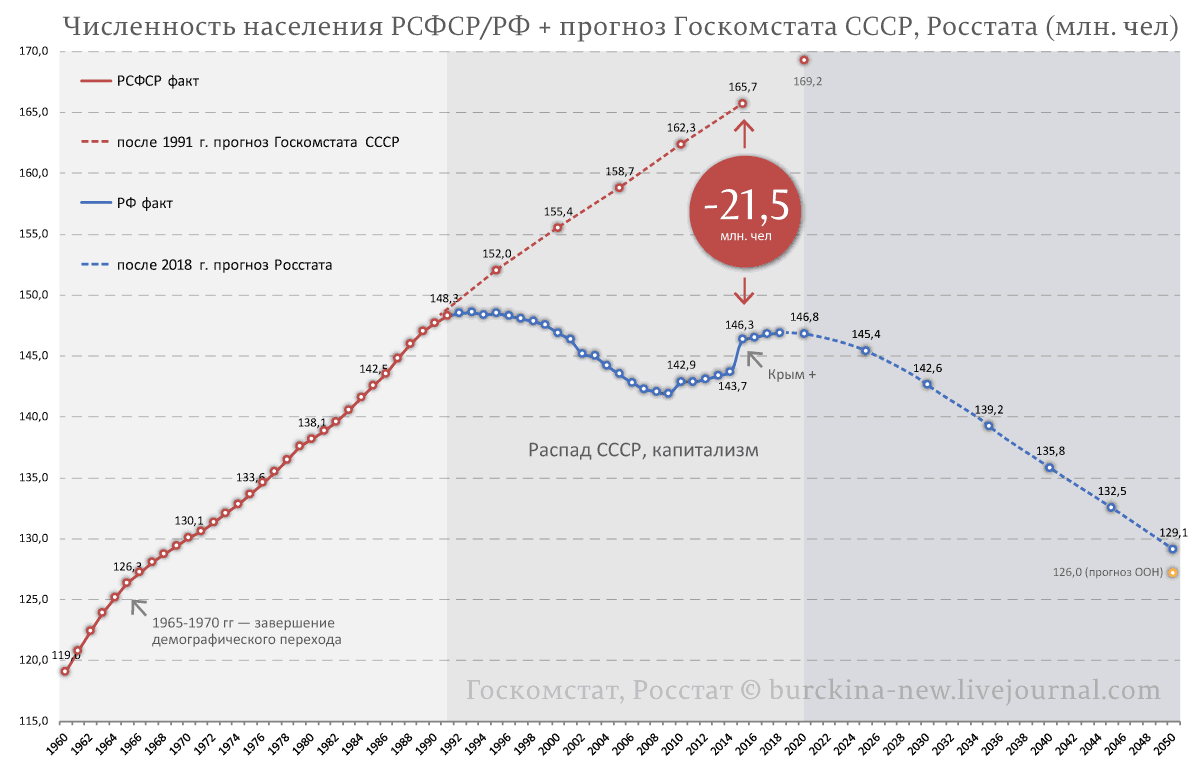 Численность населения РСФСР/РФ + прогноз Госкомстата СССР, Росстата (млн. чел)
170,0
165,0
160,0
155,0
150,0
145,0
140,0
135,0
130,0
125,0
120,0
115,0
РСФСР факт
после 1991 г. прогноз Госкомстата СССР
РФ факт
после 2018 г. прогноз Росстата
169,2
165,7
162,3
158,7
155,4
152,0
148,3
-21,5
млн. чел
142,5
138,1
133,6
130,1
126,3
119,0
142,9
143,7
146,3
146,8
145,4
142,6
139,2
135,8
132,5
129,1
Крым +
Распад СССР, капитализм
126,0 (прогноз ООН)
1965-1970 гг — завершение
демографического перехода
Госкомстат, Росстат © burckina-new.livejournal.com
1960 1962 1964 1966 1968 1970 1972 1974 1976 1978 1980 1982 1984 1986 1988 1990 1992 1994 1996 1998 2000 2002 2004 2006 2008 2010 2012 2014 2016 2018 2020 2022 2024 2026 2028 2030 2032 2034 2036 2038 2040 2042 2044 2046 2048 2050